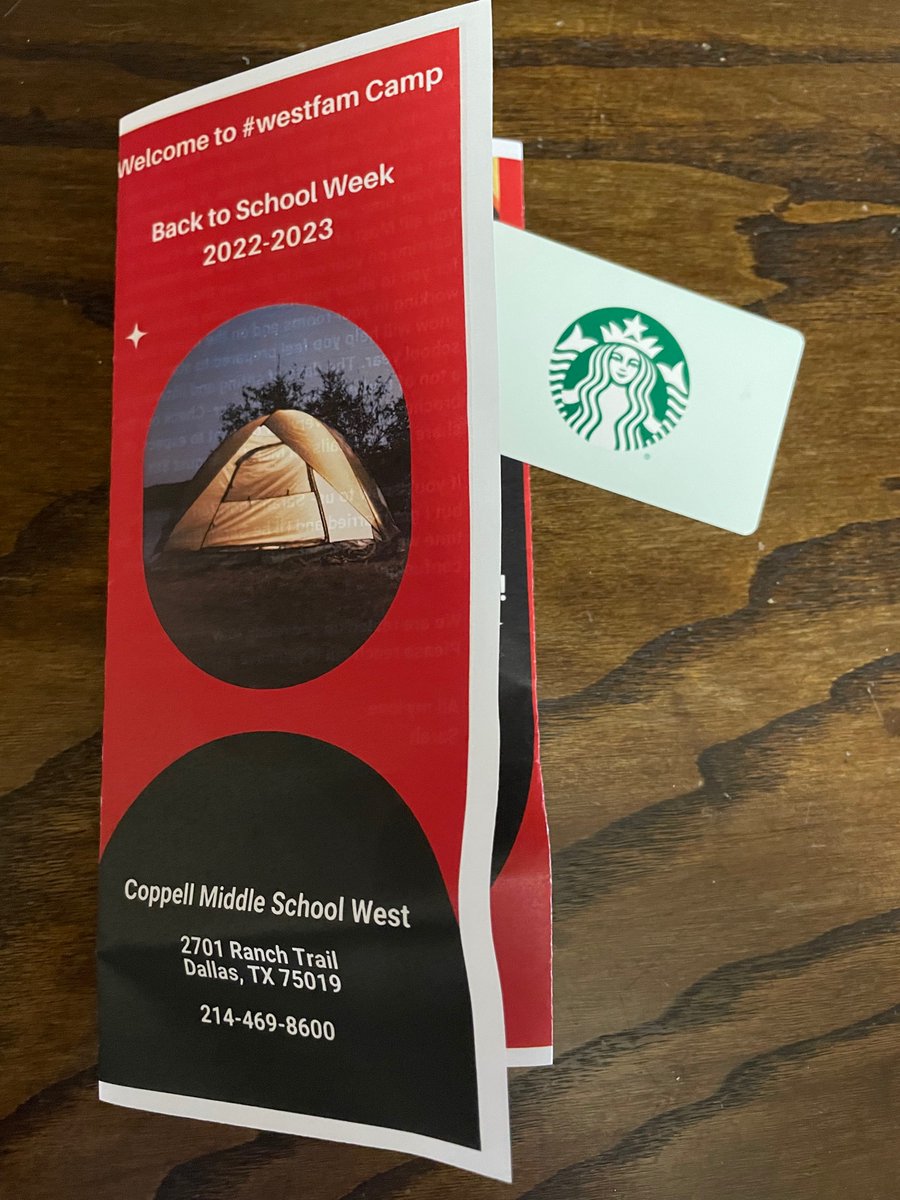 Welcome to #westfam Camp
Back to School Week
2022-2023
Coppell Middle School West
2701 Ranch Trail
Dallas, TX 75019
214-469-8600